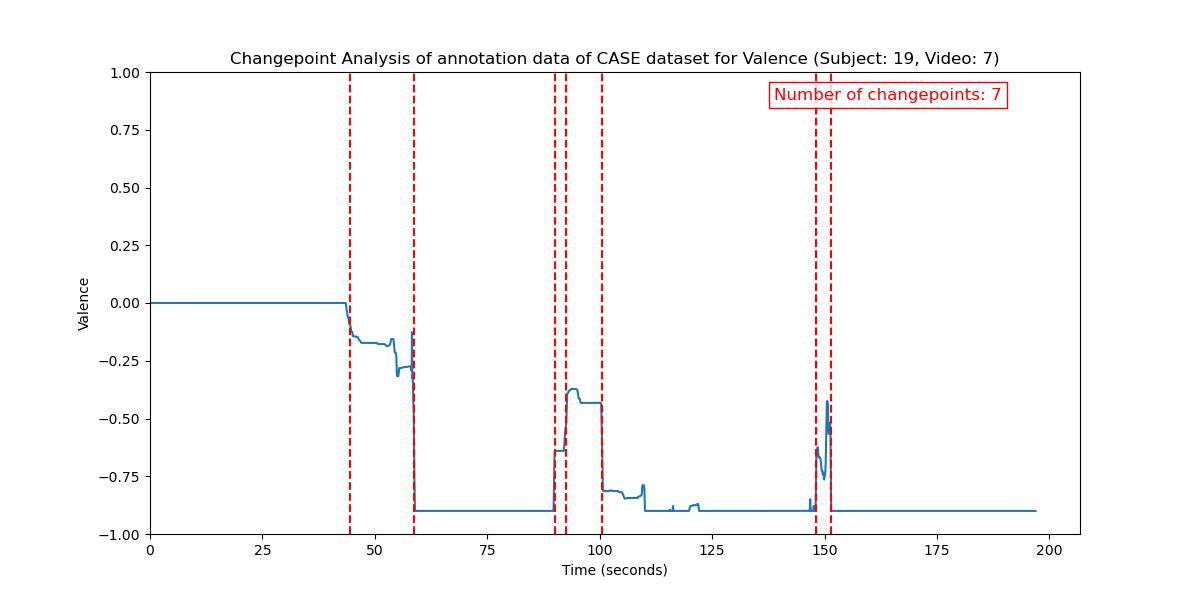 Changepoint Analysis of annotation data of CASE dataset for Valence (Subject: 19, Video: 7)
Number of changepoints: 7
Valence
1.00
0.75
0.50
0.25
0.00
−0.25
−0.50
−0.75
−1.00
0 25 50 75 100 125 150 175 200
Time (seconds)